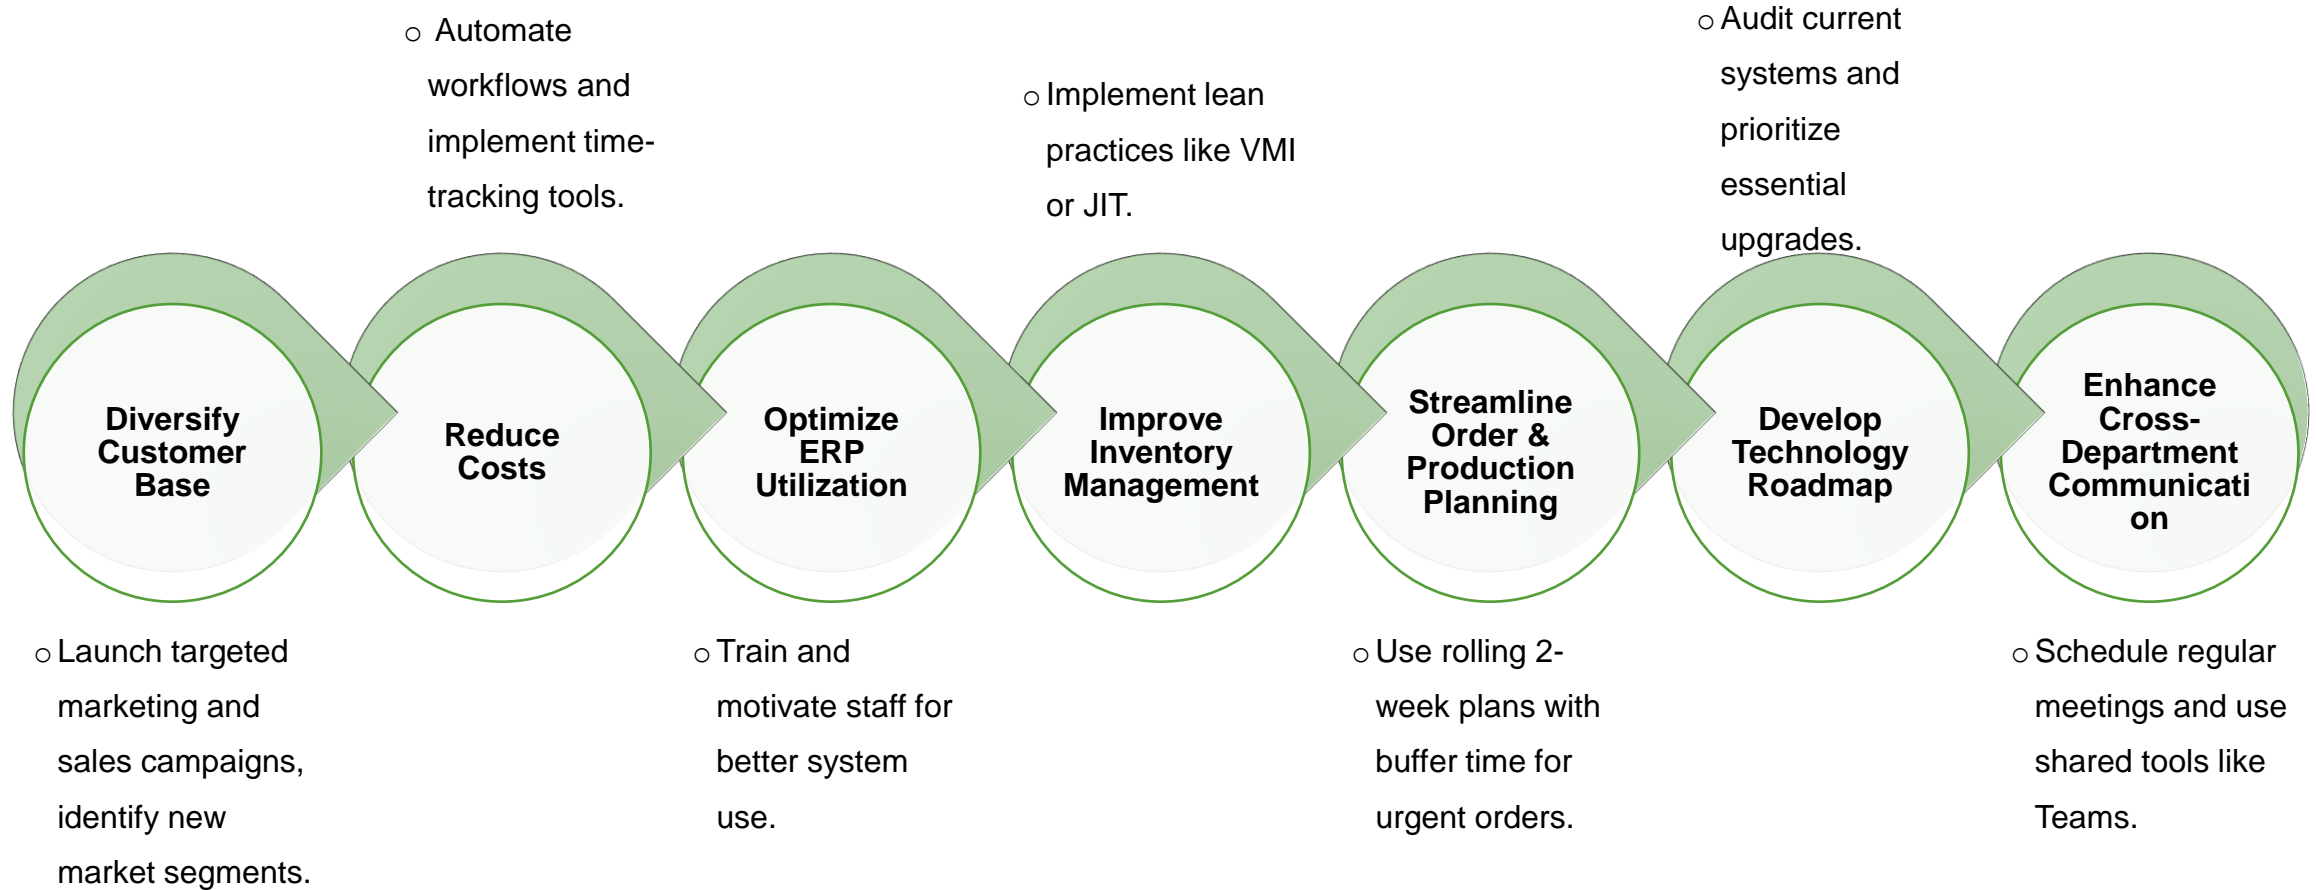 ○ Automate
workflows and
implement time-
tracking tools.
○ Implement lean
practices like VMI
or JIT.
○ Audit current
systems and
prioritize
essential
upgrades.
Diversify
Customer
Base
Reduce
Costs
Optimize
ERP
Utilization
Improve
Inventory
Management
Streamline
Order &
Production
Planning
Develop
Technology
Roadmap
Enhance
Cross-
Department
Communicati
on
○ Launch targeted
marketing and
sales campaigns,
identify new
market segments.
○ Train and
motivate staff for
better system
use.
○ Use rolling 2-
week plans with
buffer time for
urgent orders.
○ Schedule regular
meetings and use
shared tools like
Teams.